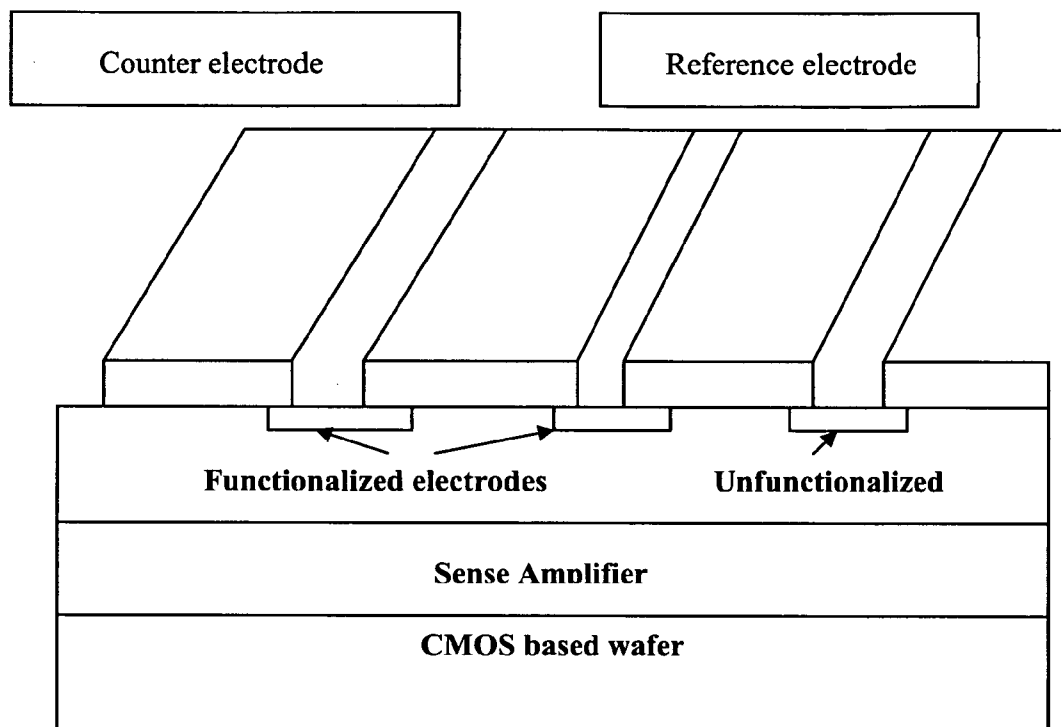 Counter electrode
Reference electrode
Functionalized electrodes
Unfunctionalized
Sense Amplifier
CMOS based wafer